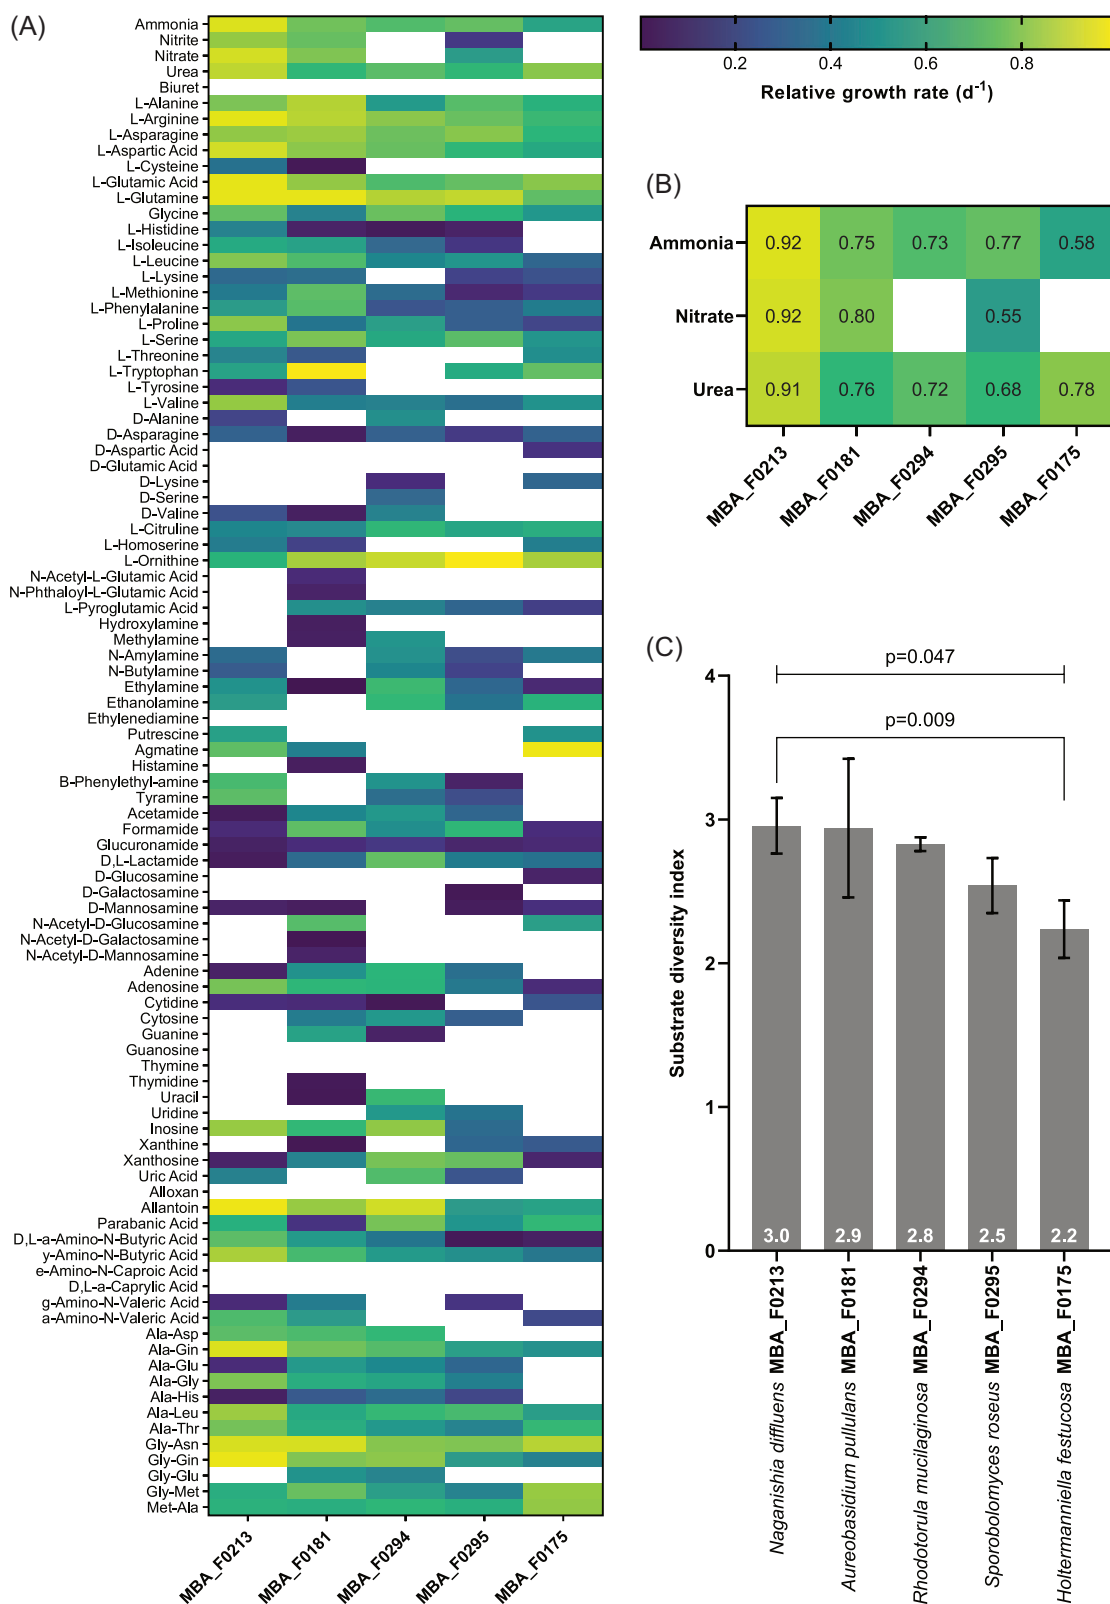 (A)
Ammonia
Nitrite
Nitrate
Urea
Biuret
L-Alanine
L-Arginine
L-Asparagine
L-Aspartic Acid
L-Cysteine
L-Glutamic Acid
L-Glutamine
Glycine
L-Histidine
L-Isoleucine
L-Leucine
L-Lysine
L-Methionine
L-Phenylalanine
L-Proline
L-Serine
L-Threonine
L-Tryptophan
L-Tyrosine
L-Valine
D-Alanine
D-Asparagine
D-Aspartic Acid
D-Glutamic Acid
D-Lysine
D-Serine
D-Valine
L-Citruline
L-Homoserine
L-Ornithine
N-Acetyl-L-Glutamic Acid
N-Phthaloyl-L-Glutamic Acid
L-Pyroglutamic Acid
Hydroxylamine
Methylamine
N-Amylamine
N-Butylamine
Ethylamine
Ethanolamine
Ethylenediamine
Putrescine
Agmatine
Histamine
B-Phenylethyl-amine
Tyramine
Acetamide
Formamide
Glucuronamide
D,L-Lactamide
D-Glucosamine
D-Galactosamine
D-Mannosamine
N-Acetyl-D-Glucosamine
N-Acetyl-D-Galactosamine
N-Acetyl-D-Mannosamine
Adenine
Adenosine
Cytidine
Cytosine
Guanine
Guanosine
Thymine
Thymidine
Uracil
Uridine
Inosine
Xanthine
Xanthosine
Uric Acid
Alloxan
Allantoin
Parabanic Acid
D,L-a-Amino-N-Butyric Acid
y-Amino-N-Butyric Acid
e-Amino-N-Caproic Acid
D,L-a-Caprylic Acid
g-Amino-N-Valeric Acid
a-Amino-N-Valeric Acid
Ala-Asp
Ala-Gin
Ala-Glu
Ala-Gly
Ala-His
Ala-Leu
Ala-Thr
Gly-Asn
Gly-Gin
Gly-Glu
Gly-Met
Met-Ala
MBA_F0213 MBA_F0181 MBA_F0294 MBA_F0295 MBA_F0175
0.2 0.4 0.6 0.8
Relative growth rate (d-1)
(B)
Ammonia 0.92 0.75 0.73 0.77 0.58
Nitrate 0.92 0.80 0.55
Urea 0.91 0.76 0.72 0.68 0.78
MBA_F0213 MBA_F0181 MBA_F0294 MBA_F0295 MBA_F0175
(C)
p=0.047
p=0.009
Substrate diversity index
4
3
2
1
0
3.0 2.9 2.8 2.5 2.2
Naganishia diffluens MBA_F0213
Aureobasidium pullulans MBA_F0181
Rhodotorula mucilaginosa MBA_F0294
Sporobolomyces roseus MBA_F0295
Holtermanniella festucosa MBA_F0175